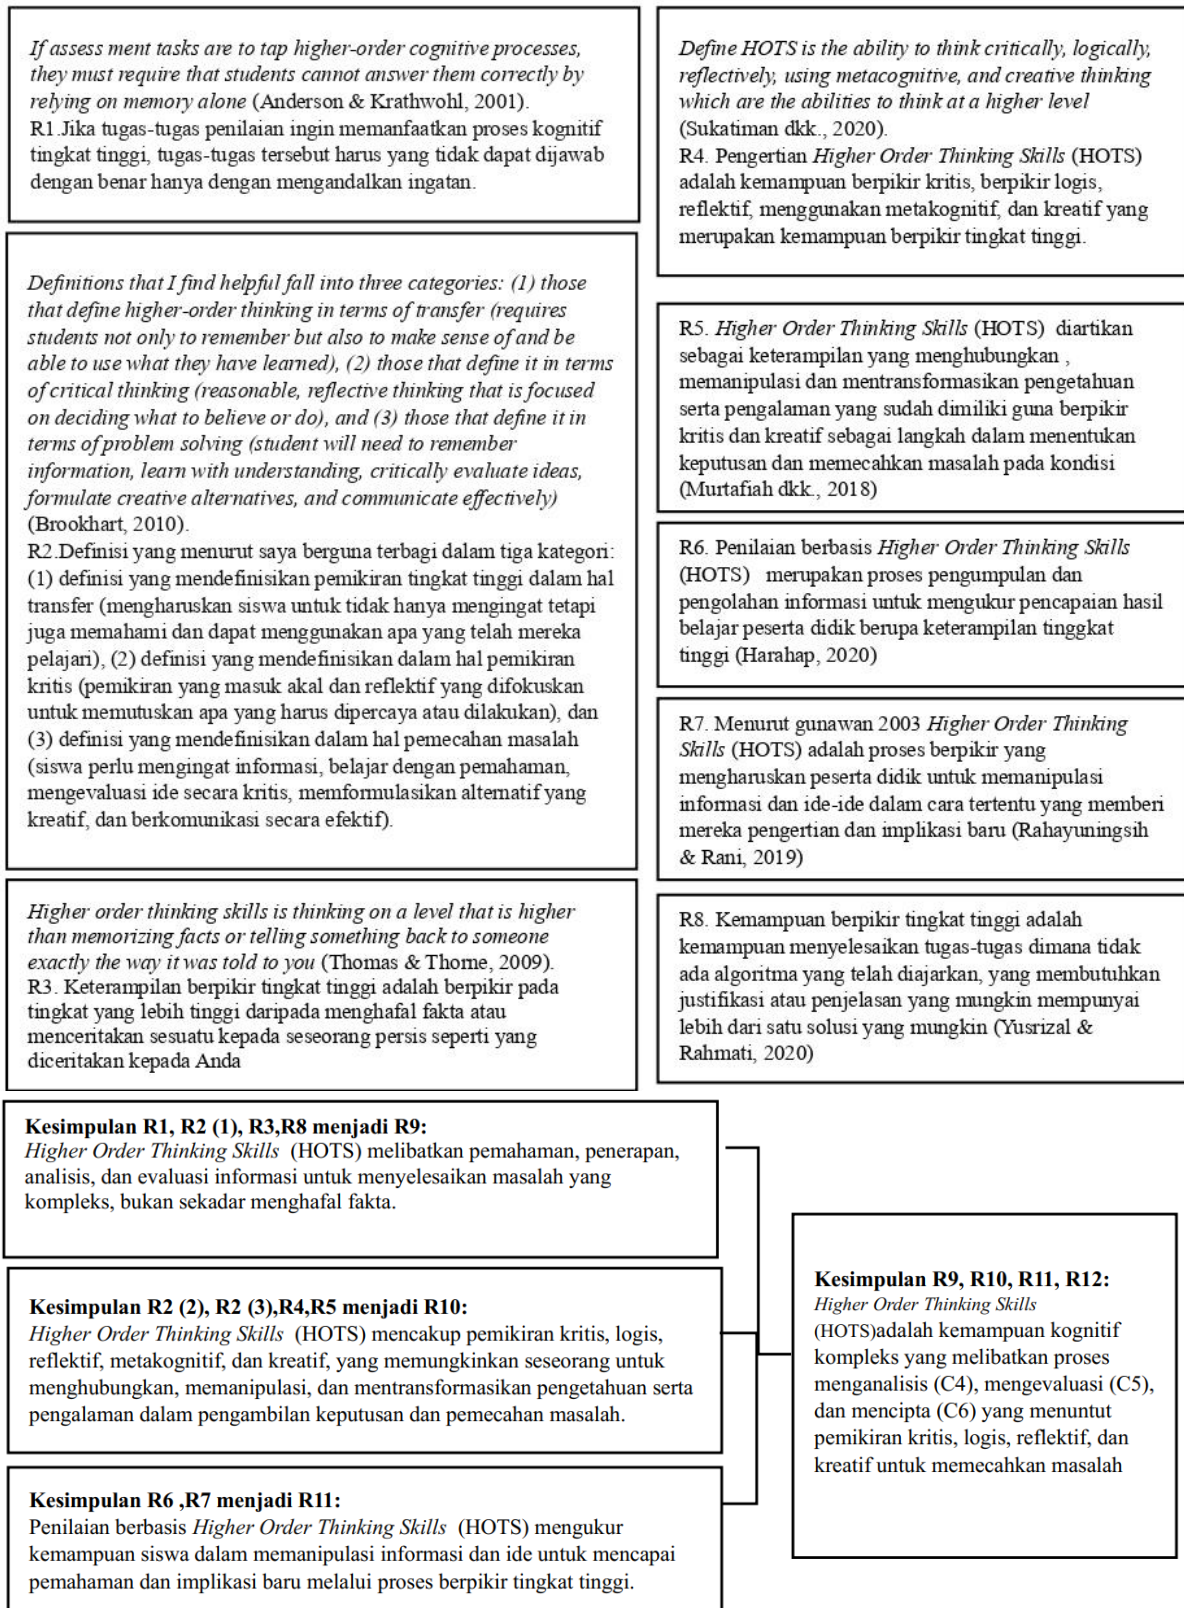 If assess ment tasks are to tap higher-order cognitive processes,
they must require that students cannot answer them correctly by
relying on memory alone (Anderson & Krathwohl, 2001).
R1.Jika tugas-tugas penilaian ingin memanfaatkan proses kognitif
tingkat tinggi, tugas-tugas tersebut harus yang tidak dapat dijawab
dengan benar hanya dengan mengandalkan ingatan.
Definitions that I find helpful fall into three categories: (1) those
that define higher-order thinking in terms of transfer (requires
students not only to remember but also to make sense of and be
able to use what they have learned), (2) those that define it in terms
of critical thinking (reasonable, reflective thinking that is focused
on deciding what to believe or do), and (3) those that define it in
terms of problem solving (student will need to remember
information, learn with understanding, critically evaluate ideas,
formulate creative alternatives, and communicate effectively)
(Brookhart, 2010).
R2.Definisi yang menurut saya berguna terbagi dalam tiga kategori:
(1) definisi yang mendefinisikan pemikiran tingkat tinggi dalam hal
transfer (mengharuskan siswa untuk tidak hanya mengingat tetapi
juga memahami dan dapat menggunakan apa yang telah mereka
pelajari), (2) definisi yang mendefinisikan dalam hal pemikiran
kritis (pemikiran yang masuk akal dan reflektif yang difokuskan
untuk memutuskan apa yang harus dipercaya atau dilakukan), dan
(3) definisi yang mendefinisikan dalam hal pemecahan masalah
(siswa perlu mengingat informasi, belajar dengan pemahaman,
mengevaluasi ide secara kritis, memformulasikan alternatif yang
kreatif, dan berkomunikasi secara efektif).
Higher order thinking skills is thinking on a level that is higher
than memorizing facts or telling something back to someone
exactly the way it was told to you (Thomas & Thorne, 2009).
R3. Keterampilan berpikir tingkat tinggi adalah berpikir pada
tingkat yang lebih tinggi daripada menghafal fakta atau
menceritakan sesuatu kepada seseorang persis seperti yang
diceritakan kepada Anda
Define HOTS is the ability to think critically, logically,
reflectively, using metacognitive, and creative thinking
which are the abilities to think at a higher level
(Sukatiman dkk., 2020).
R4. Pengertian Higher Order Thinking Skills (HOTS)
adalah kemampuan berpikir kritis, berpikir logis,
reflektif, menggunakan metakognitif, dan kreatif yang
merupakan kemampuan berpikir tingkat tinggi.
R5. Higher Order Thinking Skills (HOTS) diartikan
sebagai keterampilan yang menghubungkan ,
memanipulasi dan mentransformasikan pengetahuan
serta pengalaman yang sudah dimiliki guna berpikir
kritis dan kreatif sebagai langkah dalam menentukan
keputusan dan memecahkan masalah pada kondisi
(Murtafiah dkk., 2018)
R6. Penilaian berbasis Higher Order Thinking Skills
(HOTS) merupakan proses pengumpulan dan
pengolahan informasi untuk mengukur pencapaian hasil
belajar peserta didik berupa keterampilan tinggkat
tinggi (Harahap, 2020)
R7. Menurut gunawan 2003 Higher Order Thinking
Skills (HOTS) adalah proses berpikir yang
mengharuskan peserta didik untuk memanipulasi
informasi dan ide-ide dalam cara tertentu yang memberi
mereka pengertian dan implikasi baru (Rahayuningsih
& Rani, 2019)
R8. Kemampuan berpikir tingkat tinggi adalah
kemampuan menyelesaikan tugas-tugas dimana tidak
ada algoritma yang telah diajarkan, yang membutuhkan
justifikasi atau penjelasan yang mungkin mempunyai
lebih dari satu solusi yang mungkin (Yusrizal &
Rahmati, 2020)
Kesimpulan R1, R2 (1), R3,R8 menjadi R9:
Higher Order Thinking Skills (HOTS) melibatkan pemahaman, penerapan,
analisis, dan evaluasi informasi untuk menyelesaikan masalah yang
kompleks, bukan sekadar menghafal fakta.
Kesimpulan R2 (2), R2 (3),R4,R5 menjadi R10:
Higher Order Thinking Skills (HOTS) mencakup pemikiran kritis, logis,
reflektif, metakognitif, dan kreatif, yang memungkinkan seseorang untuk
menghubungkan, memanipulasi, dan mentransformasikan pengetahuan serta
pengalaman dalam pengambilan keputusan dan pemecahan masalah.
Kesimpulan R6 ,R7 menjadi R11:
Penilaian berbasis Higher Order Thinking Skills (HOTS) mengukur
kemampuan siswa dalam memanipulasi informasi dan ide untuk mencapai
pemahaman dan implikasi baru melalui proses berpikir tingkat tinggi.
Kesimpulan R9, R10, R11, R12:
Higher Order Thinking Skills
(HOTS)adalah kemampuan kognitif
kompleks yang melibatkan proses
menganalisis (C4), mengevaluasi (C5),
dan mencipta (C6) yang menuntut
pemikiran kritis, logis, reflektif, dan
kreatif untuk memecahkan masalah